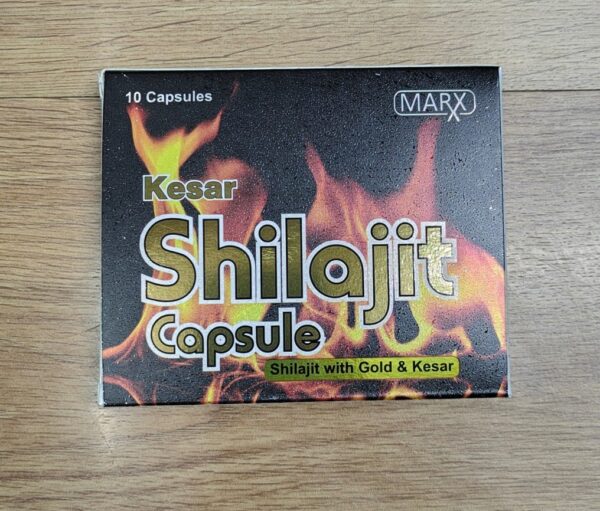 10 Capsules
MARX
Kesar
Shilajit
Capsule
Shilajit with Gold & Kesar